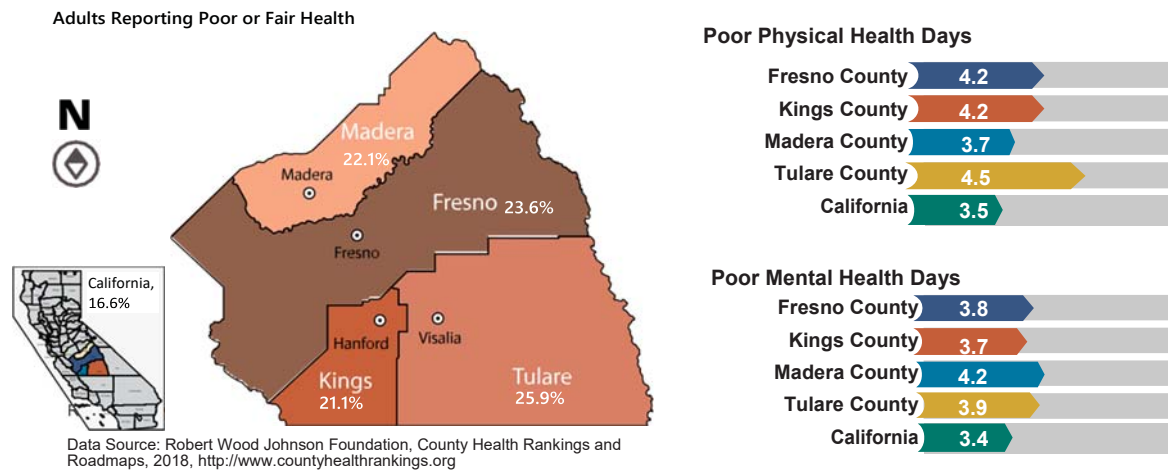 Adults Reporting Poor or Fair Health
N
Madera
22.1%
Madera
Fresno 23.6%
Fresno
California,
16.6%
Hanford
Visalia
Kings
21.1%
Tulare
25.9%
Data Source: Robert Wood Johnson Foundation, County Health Rankings and
Roadmaps, 2018, http://www.countyhealthrankings.org
Poor Physical Health Days
Fresno County 4.2
Kings County 4.2
Madera County 3.7
Tulare County 4.5
California 3.5
Poor Mental Health Days
Fresno County 3.8
Kings County 3.7
Madera County 4.2
Tulare County 3.9
California 3.4